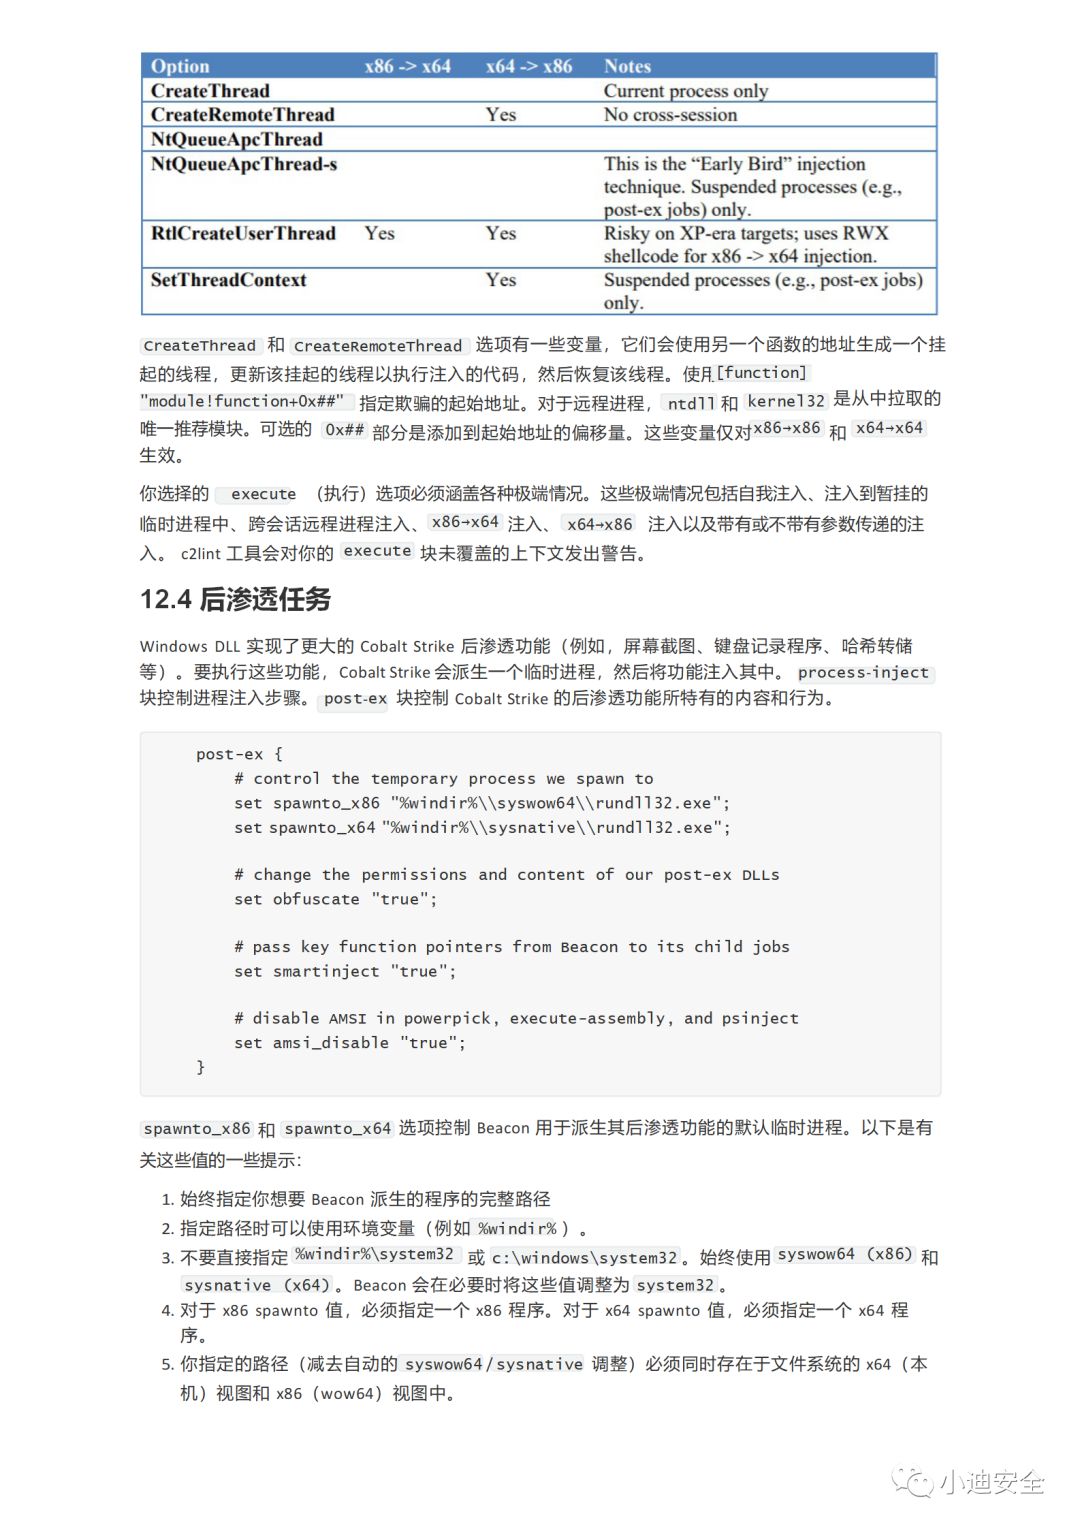 Option x86 -> x64 x64 -> x86 Notes
CreateThread Current process only
CreateRemoteThread Yes No cross-session
NtQueueApcThread
NtQueueApcThread-s This is the “Early Bird” injection
technique. Suspended processes (e.g.,
post-ex jobs) only.
RtlCreateUserThread Yes Yes Risky on XP-era targets; uses RWX
shellcode for x86 -> x64 injection.
SetThreadContext Yes Suspended processes (e.g., post-ex jobs)
only.
CreateThread 和 CreateRemoteThread 选项有一些变量，它们会使用另一个函数的地址生成一个挂
起的线程，更新该挂起的线程以执行注入的代码，然后恢复该线程。使用[function]
"module!function+0x##" 指定欺骗的起始地址。对于远程进程， ntdll 和 kernel32 是从中拉取的
唯一推荐模块。可选的 0x## 部分是添加到起始地址的偏移量。这些变量仅对x86→x86 和 x64→x64
生效。
你选择的 execute （执行）选项必须涵盖各种极端情况。这些极端情况包括自我注入、注入到暂挂的
临时进程中、跨会话远程进程注入、x86→x64 注入、 x64→x86 注入以及带有或不带有参数传递的注
入。 c2lint 工具会对你的 execute 块未覆盖的上下文发出警告。
12.4 后渗透任务
Windows DLL 实现了更大的 Cobalt Strike 后渗透功能（例如，屏幕截图、键盘记录程序、哈希转储
等）。要执行这些功能，Cobalt Strike 会派生一个临时进程，然后将功能注入其中。 process-inject
块控制进程注入步骤。 post-ex 块控制 Cobalt Strike 的后渗透功能所特有的内容和行为。
post-ex {
# control the temporary process we spawn to
set spawnto_x86 "%windir%\\syswow64\\rundll32.exe";
set spawnto_x64 "%windir%\\sysnative\\rundll32.exe";
# change the permissions and content of our post-ex DLLs
set obfuscate "true";
# pass key function pointers from Beacon to its child jobs
set smartinject "true";
# disable AMSI in powerpick, execute-assembly, and psinject
set amsi_disable "true";
}
spawnto_x86 和 spawnto_x64 选项控制 Beacon 用于派生其后渗透功能的默认临时进程。以下是有
关这些值的一些提示：
1. 始终指定你想要 Beacon 派生的程序的完整路径
2. 指定路径时可以使用环境变量（例如 %windir% ）。
3. 不要直接指定 %windir%\system32 或 c:\windows\system32 。始终使用 syswow64 (x86) 和
sysnative (x64) 。Beacon 会在必要时将这些值调整为 system32 。
4. 对于 x86 spawnto 值，必须指定一个 x86 程序。对于 x64 spawnto 值，必须指定一个 x64 程
序。
5. 你指定的路径（减去自动的 syswow64/sysnative 调整）必须同时存在于文件系统的 x64（本
机）视图和 x86（wow64）视图中。
小迪安全